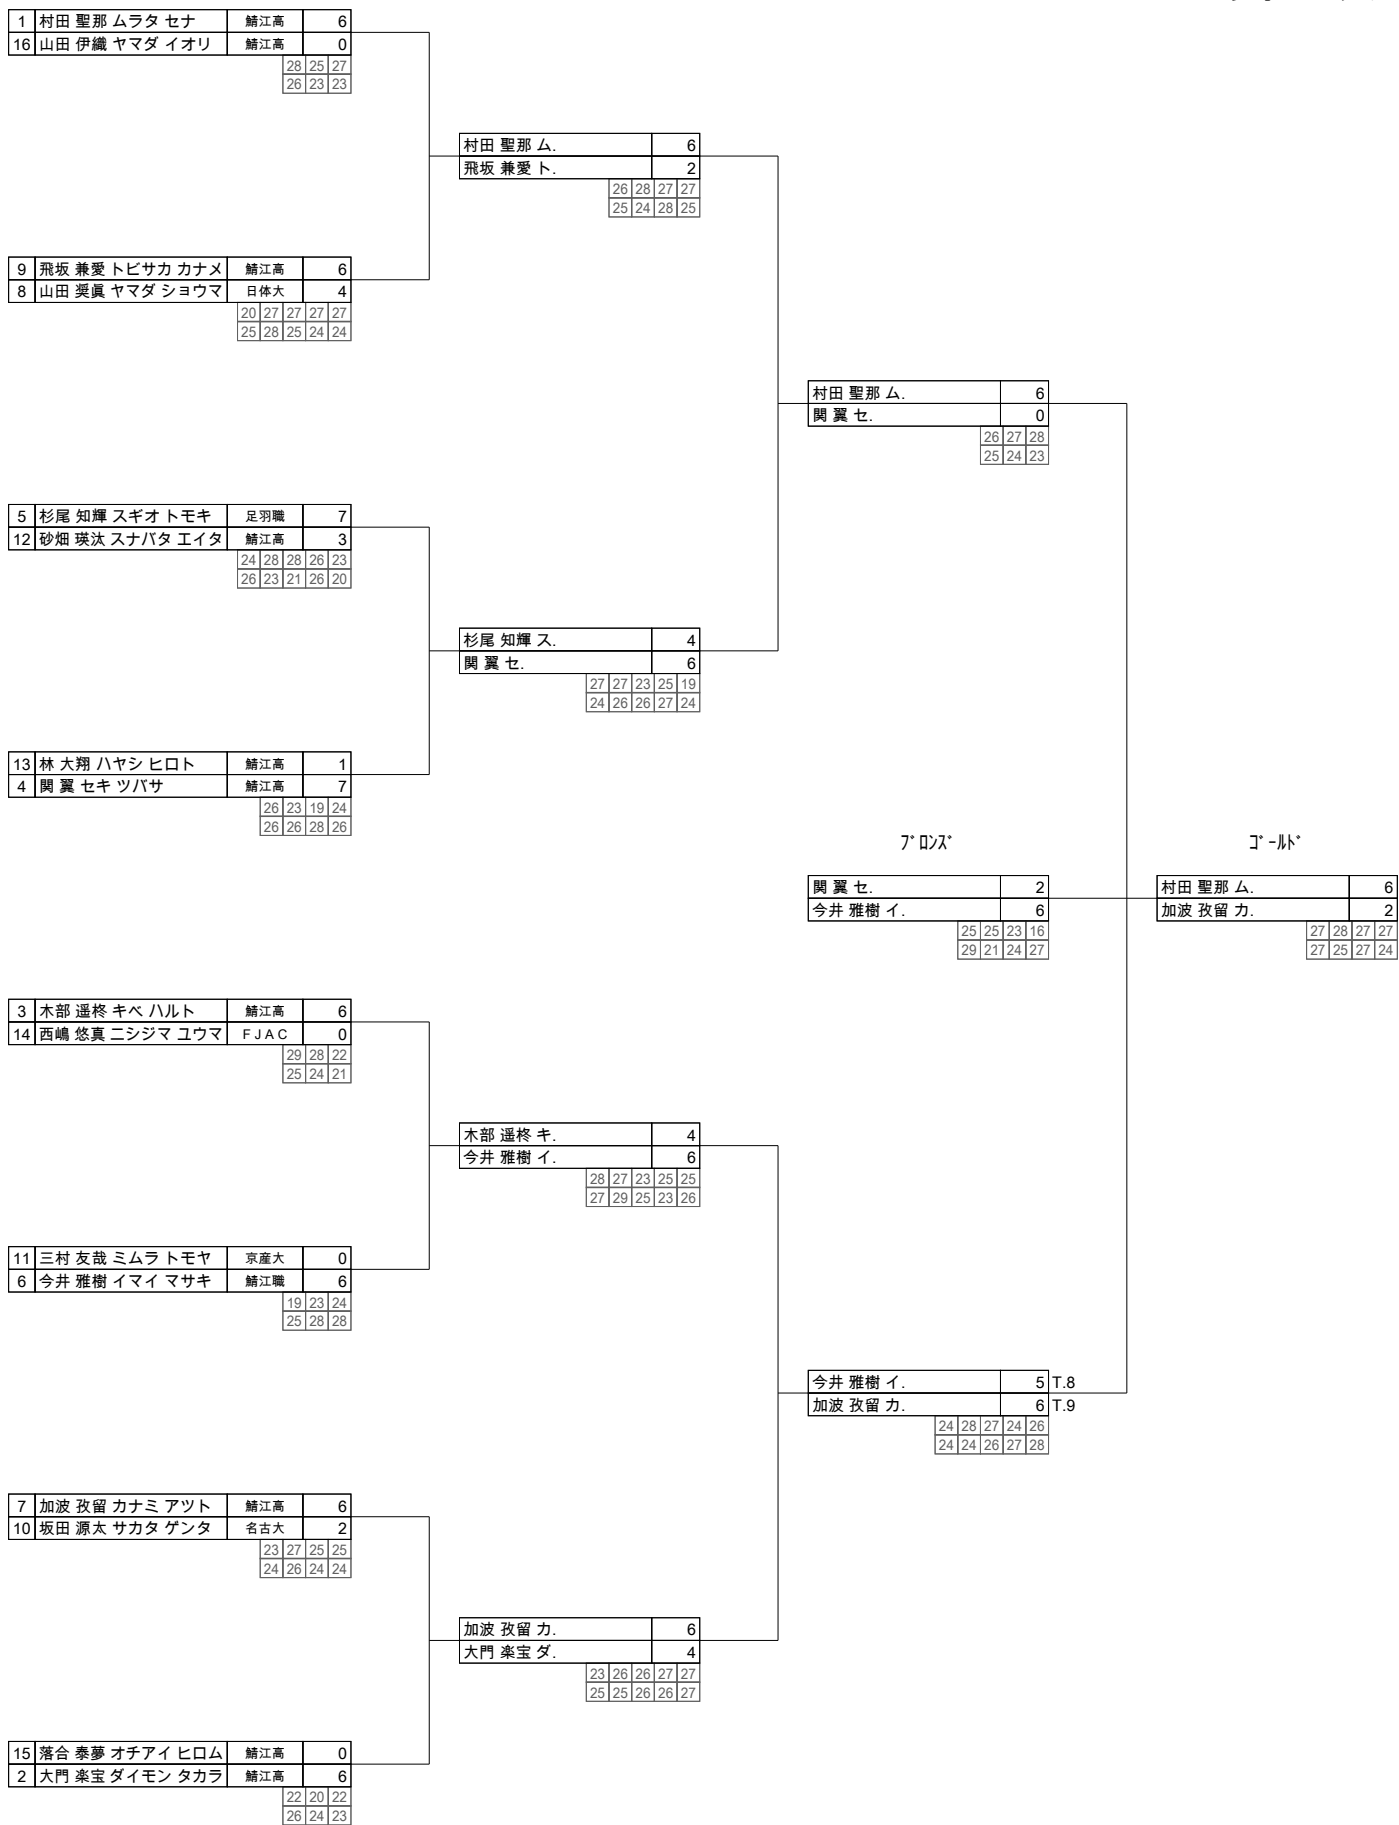 1 村田 聖那 ムラタ セナ 鯖江高 6
16 山田 伊織 ヤマダ イオリ 鯖江高 0
28 25 27
26 23 23
村田 聖那 ム. 6
飛坂 兼愛 ト. 2
26 28 27 27
25 24 28 25
9 飛坂 兼愛 トビサカ カナメ 鯖江高 6
8 山田 奨眞 ヤマダ ショウマ 日体大 4
20 27 27 27 27
25 28 25 24 24
村田 聖那 ム. 6
関 翼 セ. 0
26 27 28
25 24 23
5 杉尾 知輝 スギオ トモキ 足羽職 7
12 砂畑 瑛汰 スナバタ エイタ 鯖江高 3
24 28 28 26 23
26 23 21 26 20
杉尾 知輝 ス. 4
関 翼 セ. 6
27 27 23 25 19
24 26 26 27 24
13 林 大翔 ハヤシ ヒロト 鯖江高 1
4 関 翼 セキ ツバサ 鯖江高 7
26 23 19 24
26 26 28 26
ﾌﾞﾛﾝｽﾞ ｺﾞｰﾙﾄﾞ
関 翼 セ. 2
今井 雅樹 イ. 6
25 25 23 16
29 21 24 27
村田 聖那 ム. 6
加波 孜留 カ. 2
27 28 27 27
27 25 27 24
3 木部 遥柊 キベ ハルト 鯖江高 6
14 西嶋 悠真 ニシジマ ユウマ ＦＪＡＣ 0
29 28 22
25 24 21
木部 遥柊 キ. 4
今井 雅樹 イ. 6
28 27 23 25 25
27 29 25 23 26
11 三村 友哉 ミムラ トモヤ 京産大 0
6 今井 雅樹 イマイ マサキ 鯖江職 6
19 23 24
25 28 28
今井 雅樹 イ. 5 T.8
加波 孜留 カ. 6 T.9
24 28 27 24 26
24 24 26 27 28
7 加波 孜留 カナミ アツト 鯖江高 6
10 坂田 源太 サカタ ゲンタ 名古大 2
23 27 25 25
24 26 24 24
加波 孜留 カ. 6
大門 楽宝 ダ. 4
23 26 26 27 27
25 25 26 26 27
15 落合 泰夢 オチアイ ヒロム 鯖江高 0
2 大門 楽宝 ダイモン タカラ 鯖江高 6
22 20 22
26 24 23